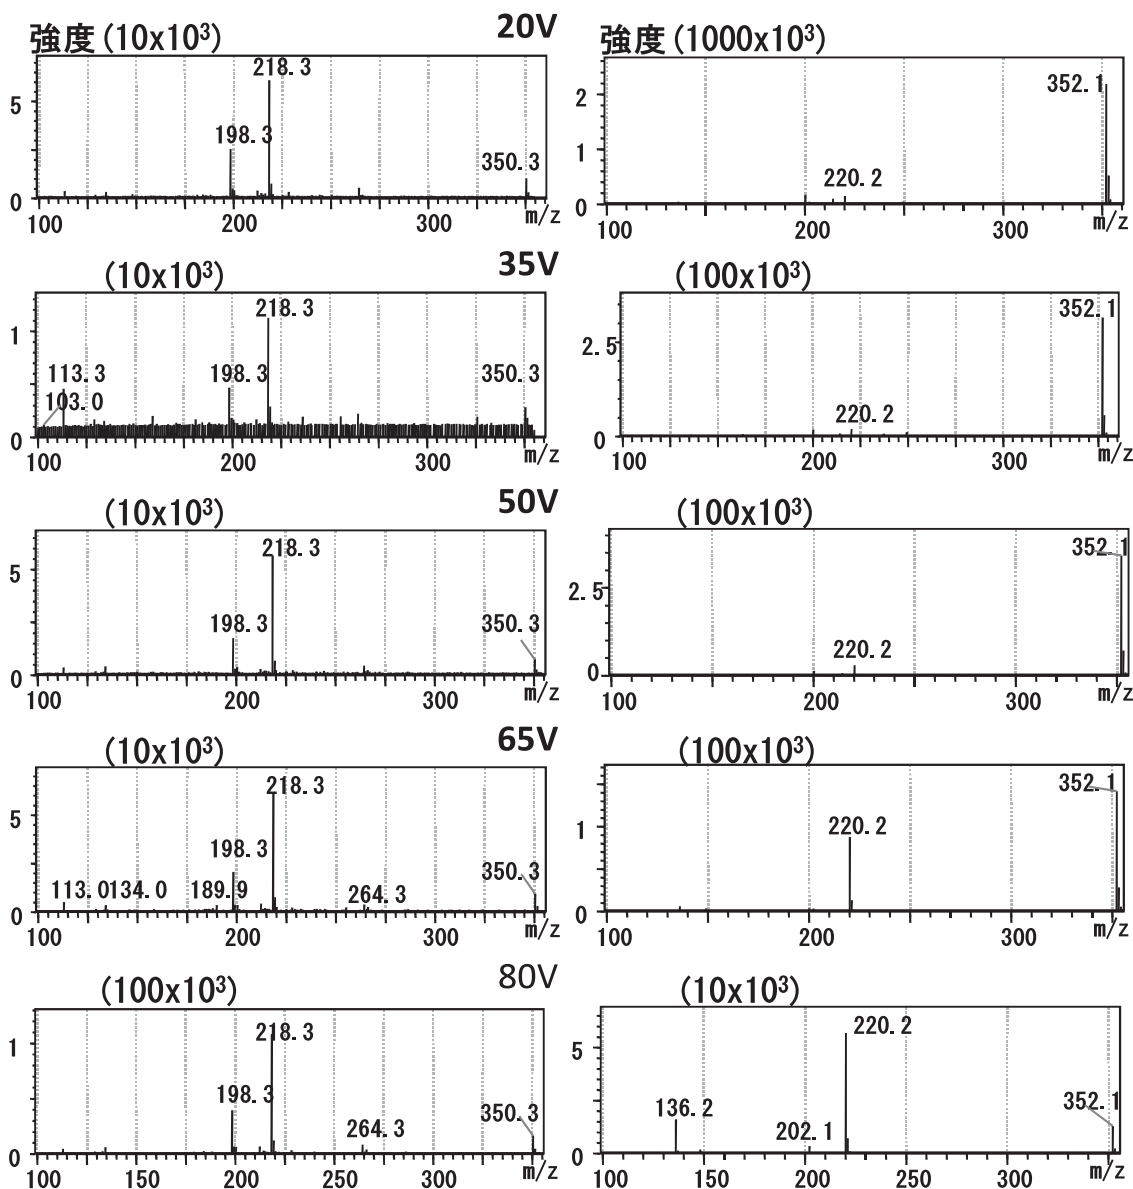 20V
強度 (10x10³)
218.3
5
198.3
350.3
0
100 200 300 m/z
強度 (1000x10³)
352.1
2
1
220.2
0
100 200 300 m/z
35V
(10x10³)
218.3
1
113.3 198.3 350.3
103.0
0
100 200 300 m/z
(100x10³)
352.1
2.5
220.2
0
100 200 300 m/z
50V
(10x10³)
218.3
5
198.3 350.3
0
100 200 300 m/z
(100x10³)
352.1
2.5
220.2
0
100 200 300 m/z
65V
(10x10³)
218.3
5
198.3
113.0 134.0 189.9 264.3 350.3
0
100 200 300 m/z
(100x10³)
352.1
1
220.2
0
100 200 300 m/z
80V
(100x10³)
218.3
1
198.3
264.3 350.3
0
100 150 200 250 300 m/z
(10x10³)
220.2
5
136.2 352.1
202.1
0
100 150 200 250 300 m/z